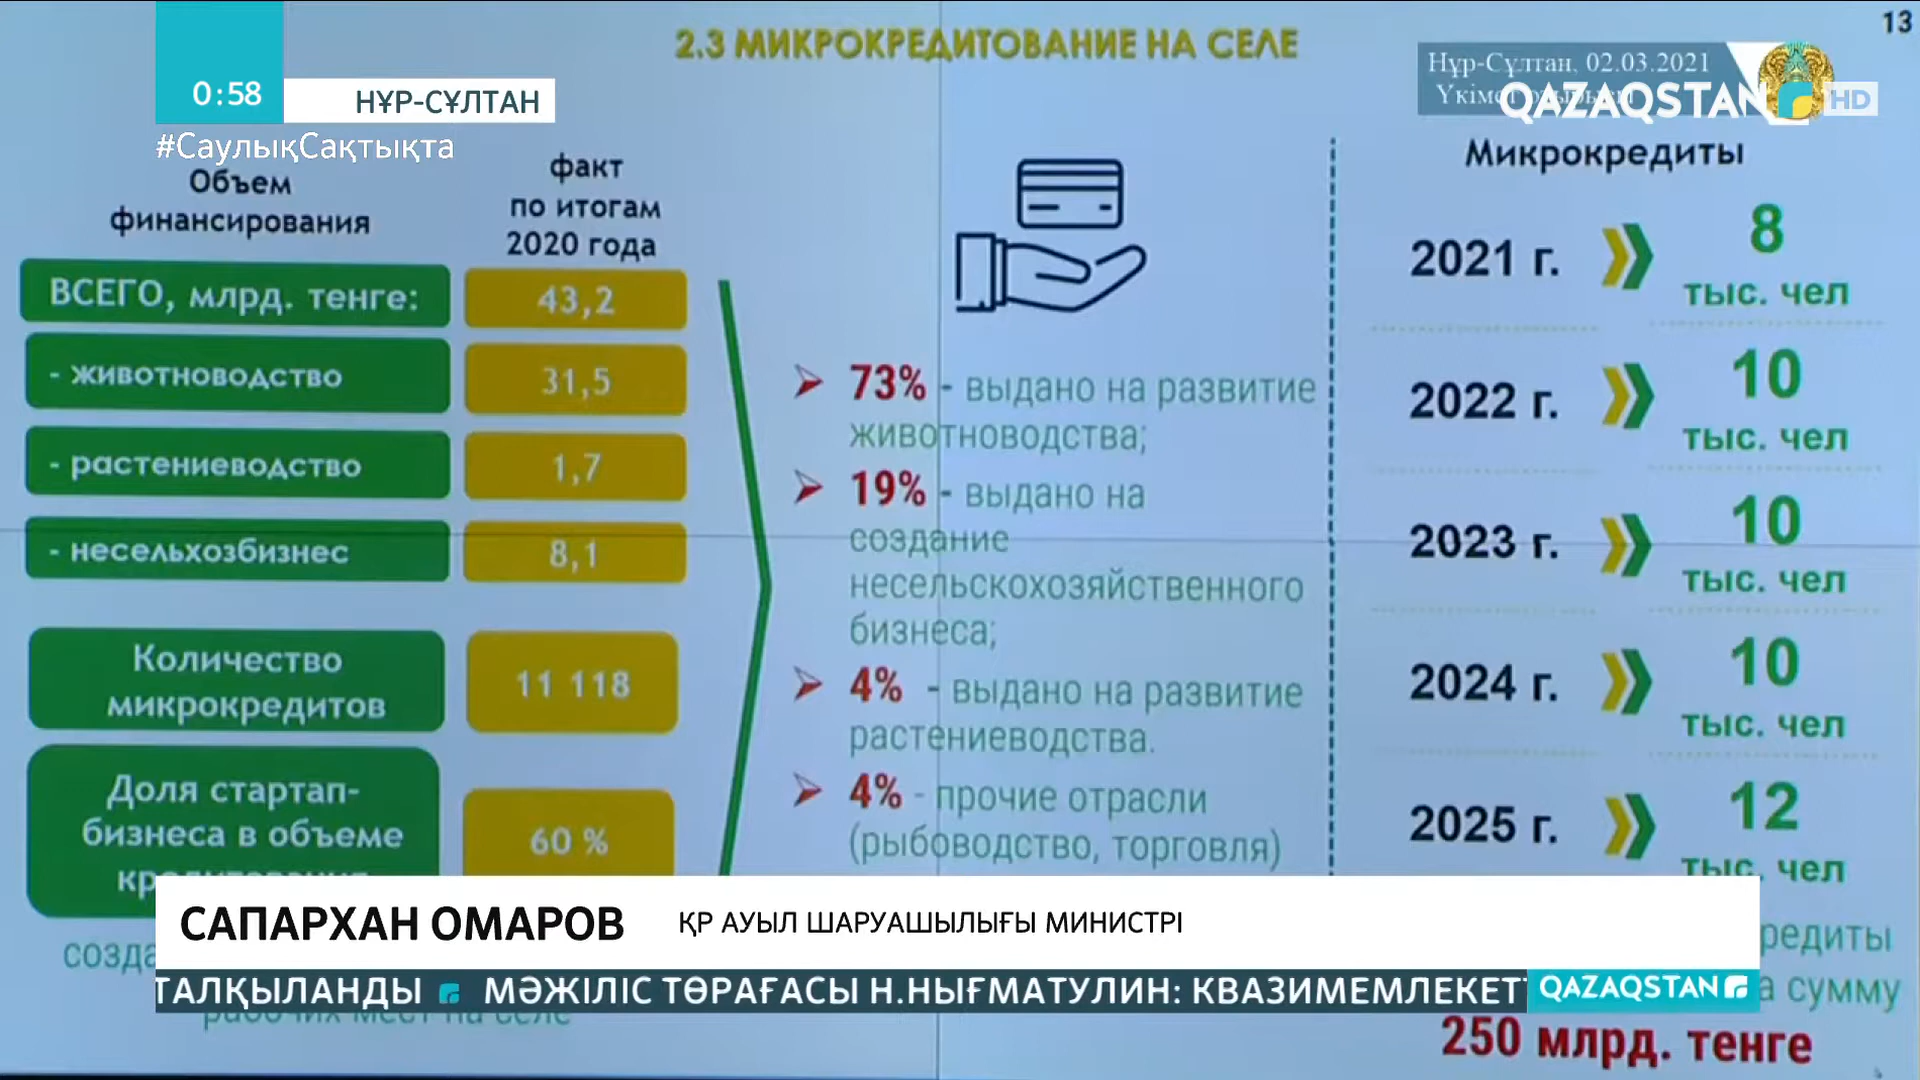 13
2.3 МИКРОКРЕДИТОВАНИЕ НА СЕЛЕ
0:58
НҰР-СҰЛТАН
#СаулықСақтықта
Нұр-Сұлтан, 02.03.2021
QAZAQSTAN HD
Объем
финансирования
факт
по итогам
2020 года
ВСЕГО, млрд. тенге:
43,2
- животноводство
31,5
- растениеводство
1,7
- несельхозбизнес
8,1
Количество
микрокредитов
11 118
Доля стартап-
бизнеса в объеме
60 %
73% - выдано на развитие
животноводства;
19% - выдано на
создание
несельскохозяйственного
бизнеса;
4% - выдано на развитие
растениеводства.
4% - прочие отрасли
(рыбоводство, торговля)
Микрокредиты
2021 г.
8
тыс. чел
2022 г.
10
тыс. чел
2023 г.
10
тыс. чел
2024 г.
10
тыс. чел
2025 г.
12
тыс. чел
САПАРХАН ОМАРОВ
ҚР АУЫЛ ШАРУАШЫЛЫҒЫ МИНИСТРІ
ТАЛҚЫЛАНДЫ МӘЖІЛІС ТӨРАҒАСЫ Н.НЫҒМАТУЛИН: КВАЗИМЕМЛЕКЕТ
QAZAQSTAN
сумму
250 млрд. тенге